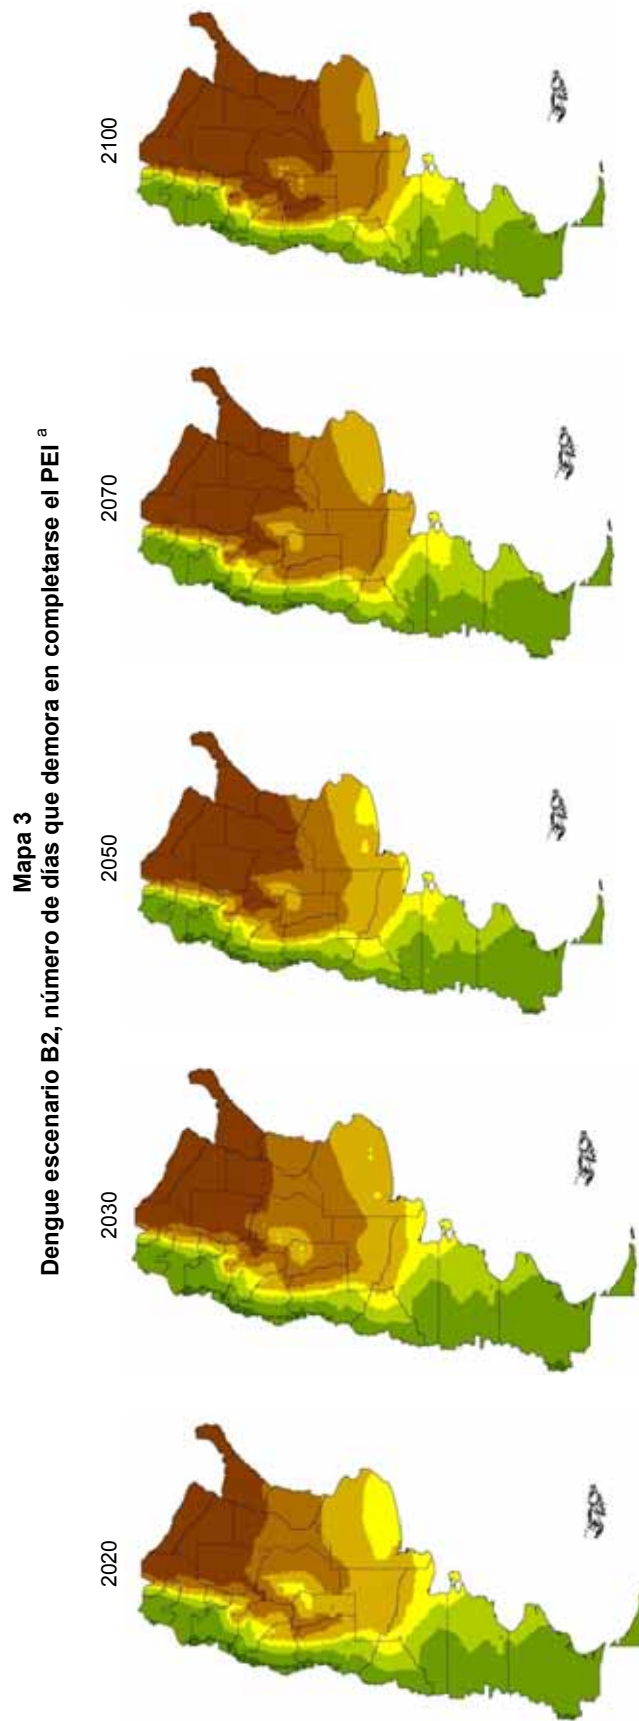 Mapa 3
Dengue escenario B2, número de días que demora en completarse el PEI a
2020
2030
2050
2070
2100